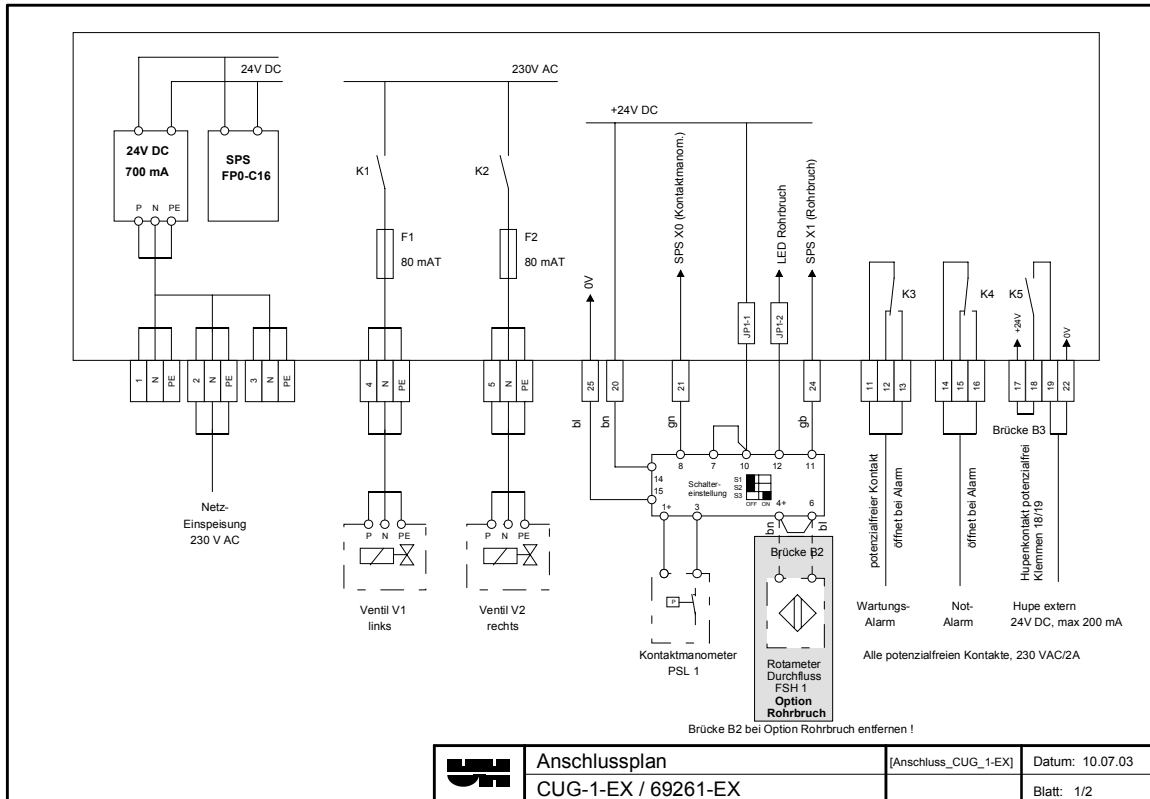 24V DC
230V AC
+24V DC
24V DC
700 mA
P N PE
SPS
FP0-C16
K1
K2
F1
80 mAT
F2
80 mAT
0V
SPS X0 (Kontaktmanom.)
LED Rohrbruch
SPS X1 (Rohrbruch)
JP1-1
JP1-2
K3
K4
K5
+24V
0V
1 N PE
2 N PE
3 N PE
4 N PE
5 N PE
25
20
21
24
11 12 13
14 15 16
17 18 19 22
bl
bn
gn
gb
Brücke B3
8 7 10 12 11
14
15
Schalter-
einstellung
S1
S2
S3
OFF ON
1+ 3 4+ 6
bn
bl
Brücke B2
potenzialfreier Kontakt
öffnet bei Alarm
öffnet bei Alarm
Hupenkontakt potenzialfrei
Klemmen 18/19
Netz-
Einspeisung
230 V AC
P N PE
Ventil V1
links
P N PE
Ventil V2
rechts
P
Kontaktmanometer
PSL 1
Rotameter
Durchfluss
FSH 1
Option
Rohrbruch
Wartungs-
Alarm
Not-
Alarm
Hupe extern
24V DC, max 200 mA
Alle potenzialfreien Kontakte, 230 VAC/2A
Brücke B2 bei Option Rohrbruch entfernen !
UH
Anschlussplan
[Anschluss_CUG_1-EX]
Datum: 10.07.03
CUG-1-EX / 69261-EX
Blatt: 1/2